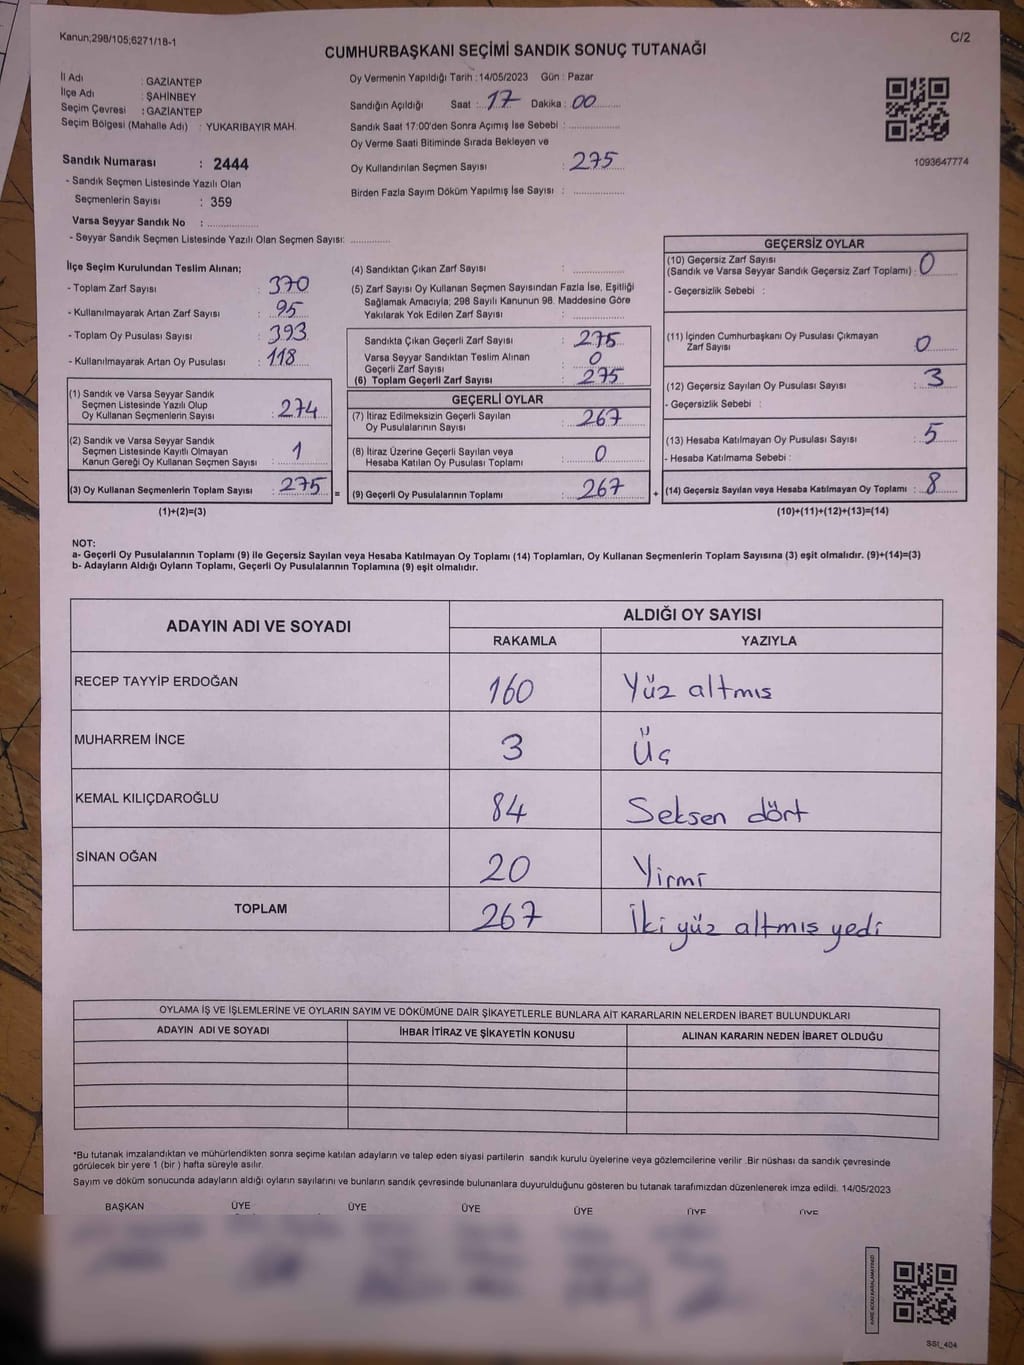 Kanun;298/105;6271/18-1
C/2
CUMHURBAŞKANI SEÇİMİ SANDIK SONUÇ TUTANAĞI
İl Adı : GAZİANTEP
İlçe Adı : ŞAHİNBEY
Seçim Çevresi : GAZİANTEP
Seçim Bölgesi (Mahalle Adı) : YUKARIBAYIR MAH.
Sandık Numarası : 2444
- Sandık Seçmen Listesinde Yazılı Olan
Seçmenlerin Sayısı : 359
Varsa Seyyar Sandık No : ................
- Seyyar Sandık Seçmen Listesinde Yazılı Olan Seçmen Sayısı: ............
Oy Vermenin Yapıldığı Tarih : 14/05/2023 Gün : Pazar
Sandığın Açıldığı Saat : 17 Dakika : 00
Sandık Saat 17:00'den Sonra Açımış İse Sebebi : ................
Oy Verme Saati Bitiminde Sırada Bekleyen ve
Oy Kullandırılan Seçmen Sayısı : 275
Birden Fazla Sayım Döküm Yapılmış İse Sayısı : ................
1093647774
İlçe Seçim Kurulundan Teslim Alınan;
- Toplam Zarf Sayısı : 370
- Kullanılmayarak Artan Zarf Sayısı : 95
- Toplam Oy Pusulası Sayısı : 393
- Kullanılmayarak Artan Oy Pusulası : 118
(1) Sandık ve Varsa Seyyar Sandık
Seçmen Listesinde Yazılı Olup
Oy Kullanan Seçmenlerin Sayısı : 274
(2) Sandık ve Varsa Seyyar Sandık
Seçmen Listesinde Kayıtlı Olmayan
Kanun Gereği Oy Kullanan Seçmen Sayısı : 1
(3) Oy Kullanan Seçmenlerin Toplam Sayısı : 275 =
(1)+(2)=(3)
(4) Sandıktan Çıkan Zarf Sayısı : ................
(5) Zarf Sayısı Oy Kullanan Seçmen Sayısından Fazla İse, Eşitliği
Sağlamak Amacıyla; 298 Sayılı Kanunun 98. Maddesine Göre
Yakılarak Yok Edilen Zarf Sayısı : ................
Sandıkta Çıkan Geçerli Zarf Sayısı : 275
Varsa Seyyar Sandıktan Teslim Alınan
Geçerli Zarf Sayısı : 0
(6) Toplam Geçerli Zarf Sayısı : 275
GEÇERLİ OYLAR
(7) İtiraz Edilmeksizin Geçerli Sayılan
Oy Pusulalarının Sayısı : 267
(8) İtiraz Üzerine Geçerli Sayılan veya
Hesaba Katılan Oy Pusulası Toplamı : 0
(9) Geçerli Oy Pusulalarının Toplamı : 267 +
GEÇERSİZ OYLAR
(10) Geçersiz Zarf Sayısı
(Sandık ve Varsa Seyyar Sandık Geçersiz Zarf Toplamı) : 0
- Geçersizlik Sebebi :
(11) İçinden Cumhurbaşkanı Oy Pusulası Çıkmayan
Zarf Sayısı : 0
(12) Geçersiz Sayılan Oy Pusulası Sayısı : 3
- Geçersizlik Sebebi :
(13) Hesaba Katılmayan Oy Pusulası Sayısı : 5
- Hesaba Katılmama Sebebi :
(14) Geçersiz Sayılan veya Hesaba Katılmayan Oy Toplamı : 8
(10)+(11)+(12)+(13)=(14)
NOT:
a- Geçerli Oy Pusulalarının Toplamı (9) ile Geçersiz Sayılan veya Hesaba Katılmayan Oy Toplamı (14) Toplamları, Oy Kullanan Seçmenlerin Toplam Sayısına (3) eşit olmalıdır. (9)+(14)=(3)
b- Adayların Aldığı Oyların Toplamı, Geçerli Oy Pusulalarının Toplamına (9) eşit olmalıdır.
ADAYIN ADI VE SOYADI ALDIĞI OY SAYISI
RAKAMLA YAZIYLA
RECEP TAYYİP ERDOĞAN 160 Yüz altmıs
MUHARREM İNCE 3 Üç
KEMAL KILIÇDAROĞLU 84 Seksen dört
SİNAN OĞAN 20 Yirmi
TOPLAM 267 İki yüz altmıs yedi
OYLAMA İŞ VE İŞLEMLERİNE VE OYLARIN SAYIM VE DÖKÜMÜNE DAİR ŞİKAYETLERLE BUNLARA AİT KARARLARIN NELERDEN İBARET BULUNDUKLARI
ADAYIN ADI VE SOYADI İHBAR İTİRAZ VE ŞİKAYETİN KONUSU ALINAN KARARIN NEDEN İBARET OLDUĞU
*Bu tutanak imzalandıktan ve mühürlendikten sonra seçime katılan adayların ve talep eden siyasi partilerin sandık kurulu üyelerine veya gözlemcilerine verilir .Bir nüshası da sandık çevresinde
görülecek bir yere 1 (bir ) hafta süreyle asılır.
Sayım ve döküm sonucunda adayların aldığı oyların sayılarını ve bunların sandık çevresinde bulunanlara duyurulduğunu gösteren bu tutanak tarafımızdan düzenlenerek imza edildi. 14/05/2023
BAŞKAN ÜYE ÜYE ÜYE ÜYE ÜYE ÜYE
SSI_404